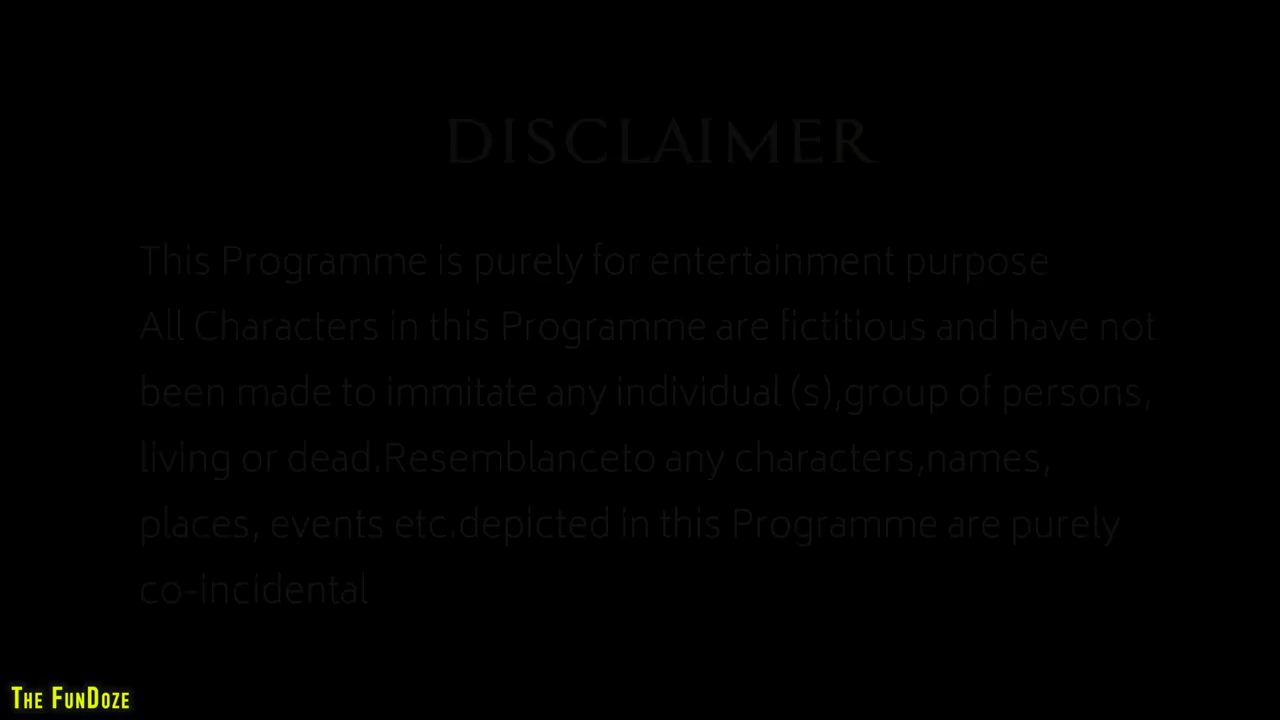 DISCLAIMER
This Programme is purely for entertainment purpose
All Characters in this Programme are fictitious and have not
been made to immitate any individual (s),group of persons,
living or dead.Resemblanceto any characters,names,
places, events etc.depicted in this Programme are purely
co-incidental
THE FUNDOZE